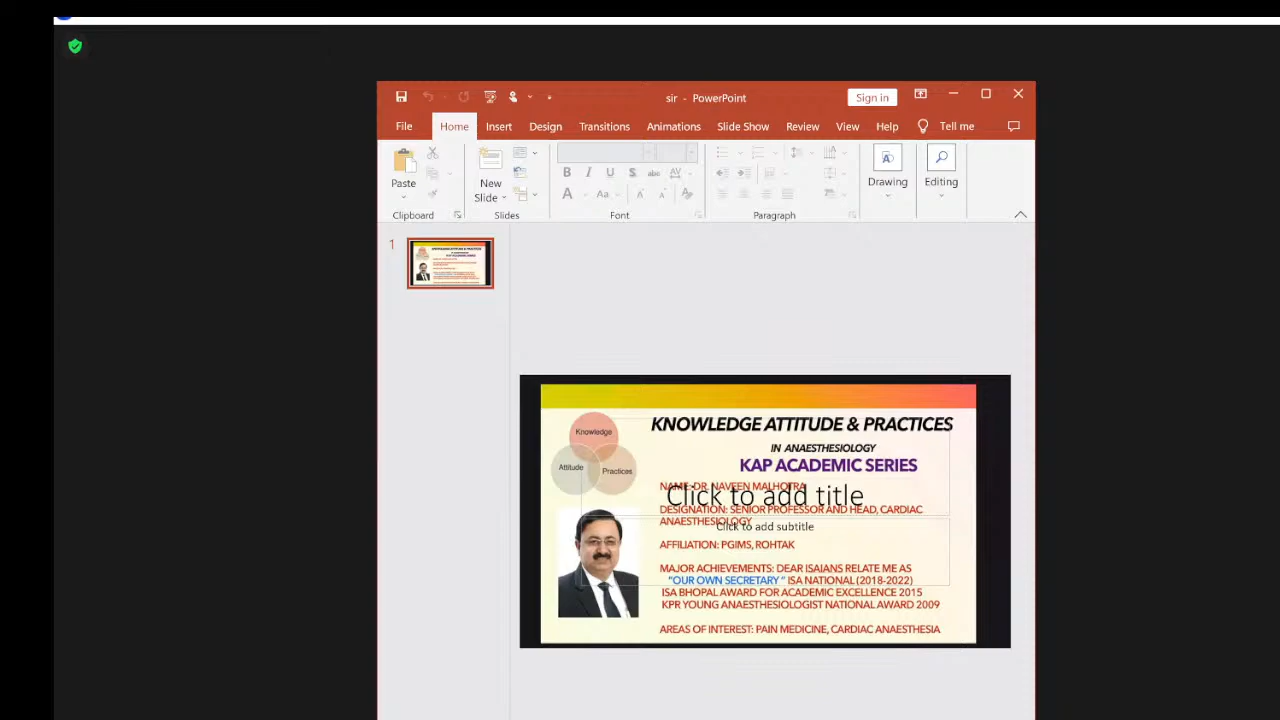 sir - PowerPoint
Sign in
File Home Insert Design Transitions Animations Slide Show Review View Help Tell me
Paste
New
Slide
Drawing
Editing
Clipboard
Slides
Font
Paragraph
1
KNOWLEDGE ATTITUDE & PRACTICES
IN ANAESTHESIOLOGY
KAP ACADEMIC SERIES
Knowledge
Attitude
Practices
NAME: DR. NAVEEN MALHOTRA
Click to add title
DESIGNATION: SENIOR PROFESSOR AND HEAD, CARDIAC
ANAESTHESIOLOGY
Click to add subtitle
AFFILIATION: PGIMS, ROHTAK
MAJOR ACHIEVEMENTS: DEAR ISAIANS RELATE ME AS
"OUR OWN SECRETARY" ISA NATIONAL (2018-2022)
ISA BHOPAL AWARD FOR ACADEMIC EXCELLENCE 2015
KPR YOUNG ANAESTHESIOLOGIST NATIONAL AWARD 2009
AREAS OF INTEREST: PAIN MEDICINE, CARDIAC ANAESTHESIA